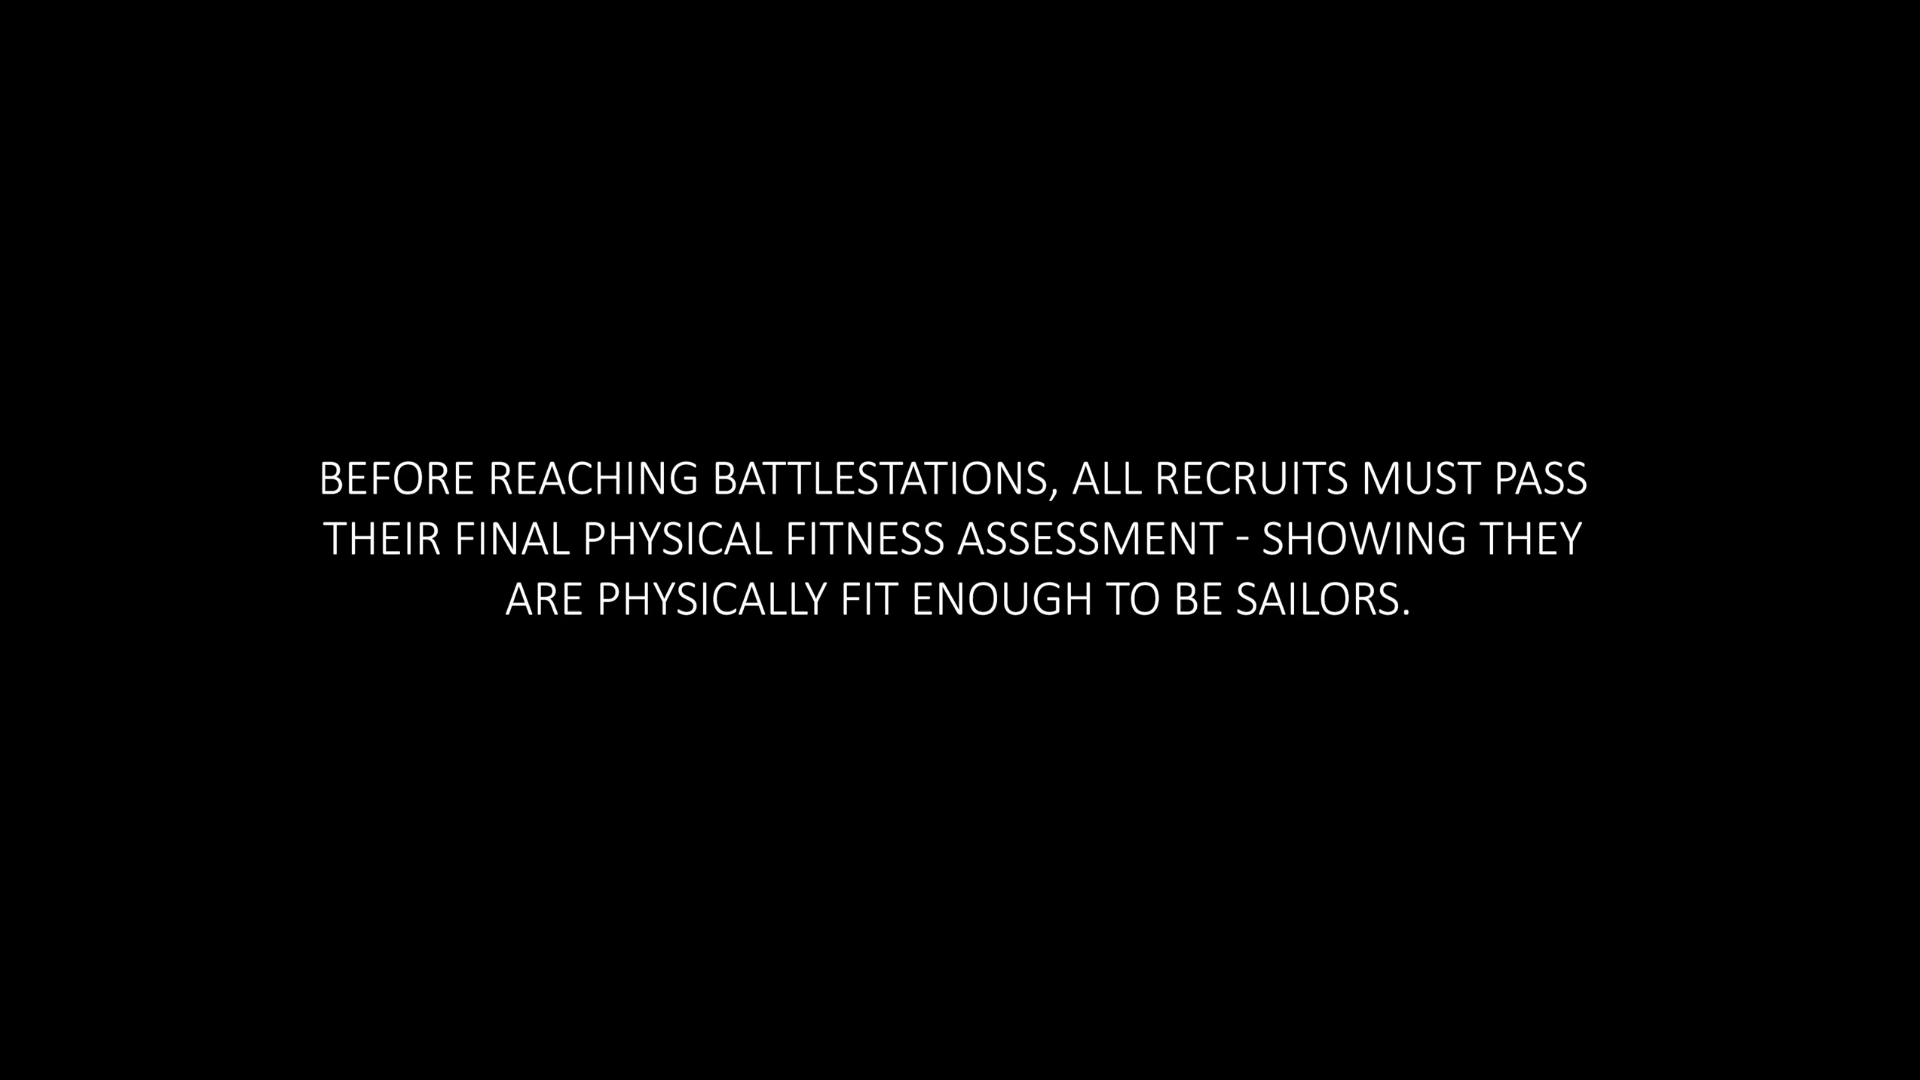 BEFORE REACHING BATTLESTATIONS, ALL RECRUITS MUST PASS
THEIR FINAL PHYSICAL FITNESS ASSESSMENT - SHOWING THEY
ARE PHYSICALLY FIT ENOUGH TO BE SAILORS.